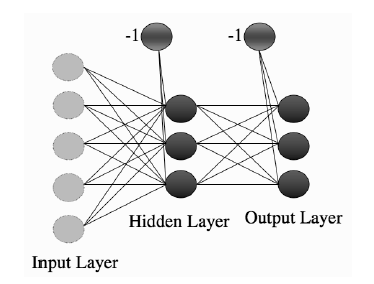 -1 -1
Hidden Layer Output Layer
Input Layer